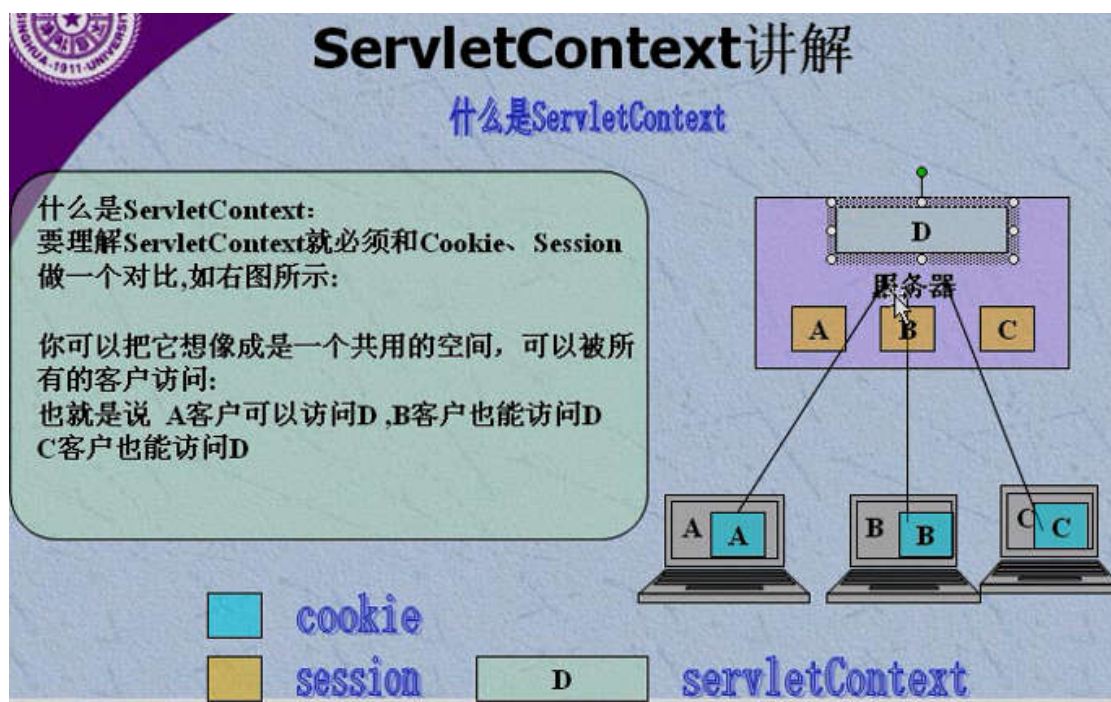 SINGHUA
·1911·
UNIVERSIT
ServletContext讲解
什么是ServletContext
什么是ServletContext:
要理解ServletContext就必须和Cookie、Session
做一个对比,如右图所示:
你可以把它想像成是一个共用的空间，可以被所
有的客户访问:
也就是说 A客户可以访问D ,B客户也能访问D
C客户也能访问D
D
服务器
A
B
C
A
A
B
B
C
C
cookie
session
D
servletContext